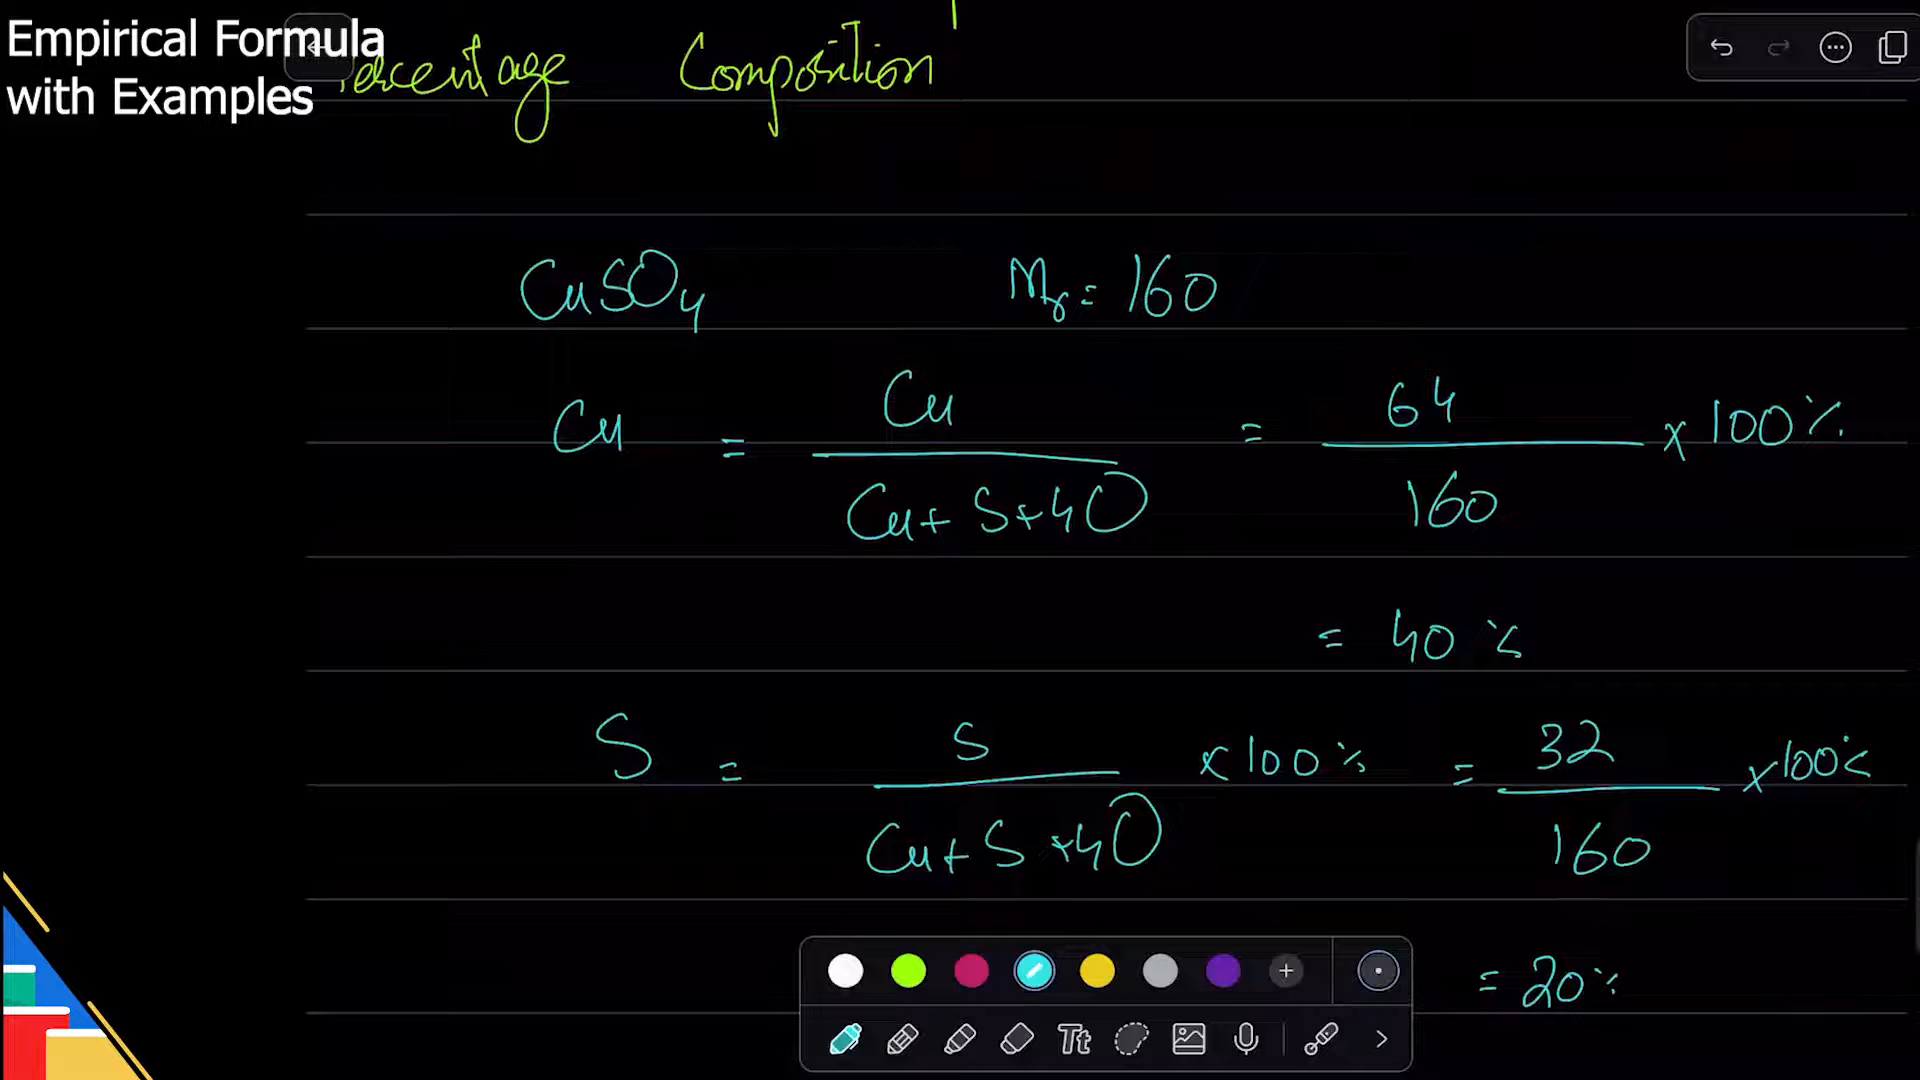 Empirical Formula
with Examples
Percentage Composition
CuSO4 Mr = 160
Cu = Cu / Cu + S + 4O = 64 / 160 × 100%
= 40%
S = S / Cu + S + 4O × 100% = 32 / 160 × 100%
= 20%
Tt